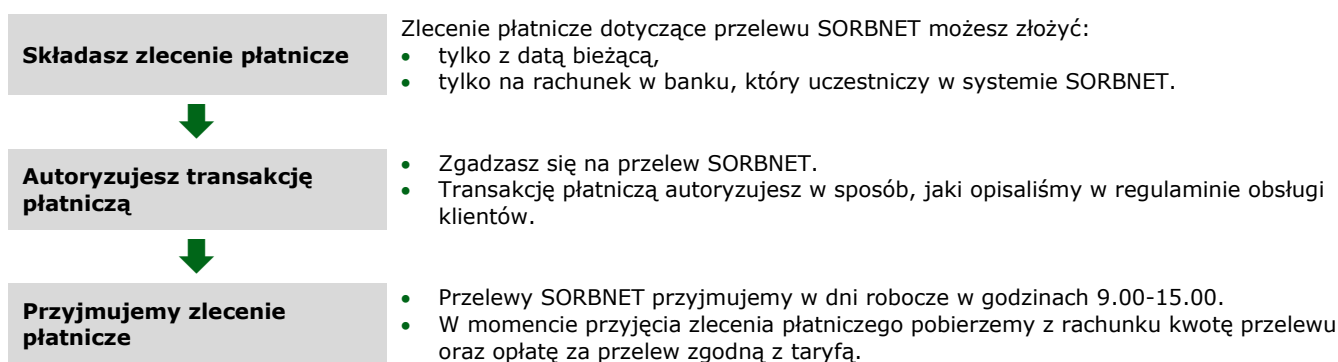 Składasz zlecenie płatnicze
Zlecenie płatnicze dotyczące przelewu SORBNET możesz złożyć:
• tylko z datą bieżącą,
• tylko na rachunek w banku, który uczestniczy w systemie SORBNET.
Autoryzujesz transakcję
płatniczą
• Zgadzasz się na przelew SORBNET.
• Transakcję płatniczą autoryzujesz w sposób, jaki opisaliśmy w regulaminie obsługi
klientów.
Przyjmujemy zlecenie
płatnicze
• Przelewy SORBNET przyjmujemy w dni robocze w godzinach 9.00-15.00.
• W momencie przyjęcia zlecenia płatniczego pobierzemy z rachunku kwotę przelewu
oraz opłatę za przelew zgodną z taryfą.